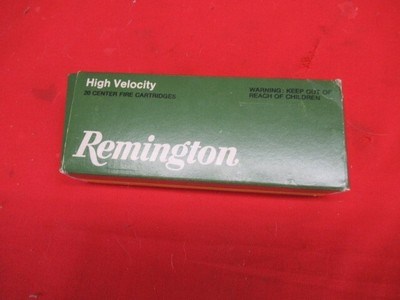 High Velocity
20 CENTER FIRE CARTRIDGES
WARNING: KEEP OUT OF
REACH OF CHILDREN
Remington